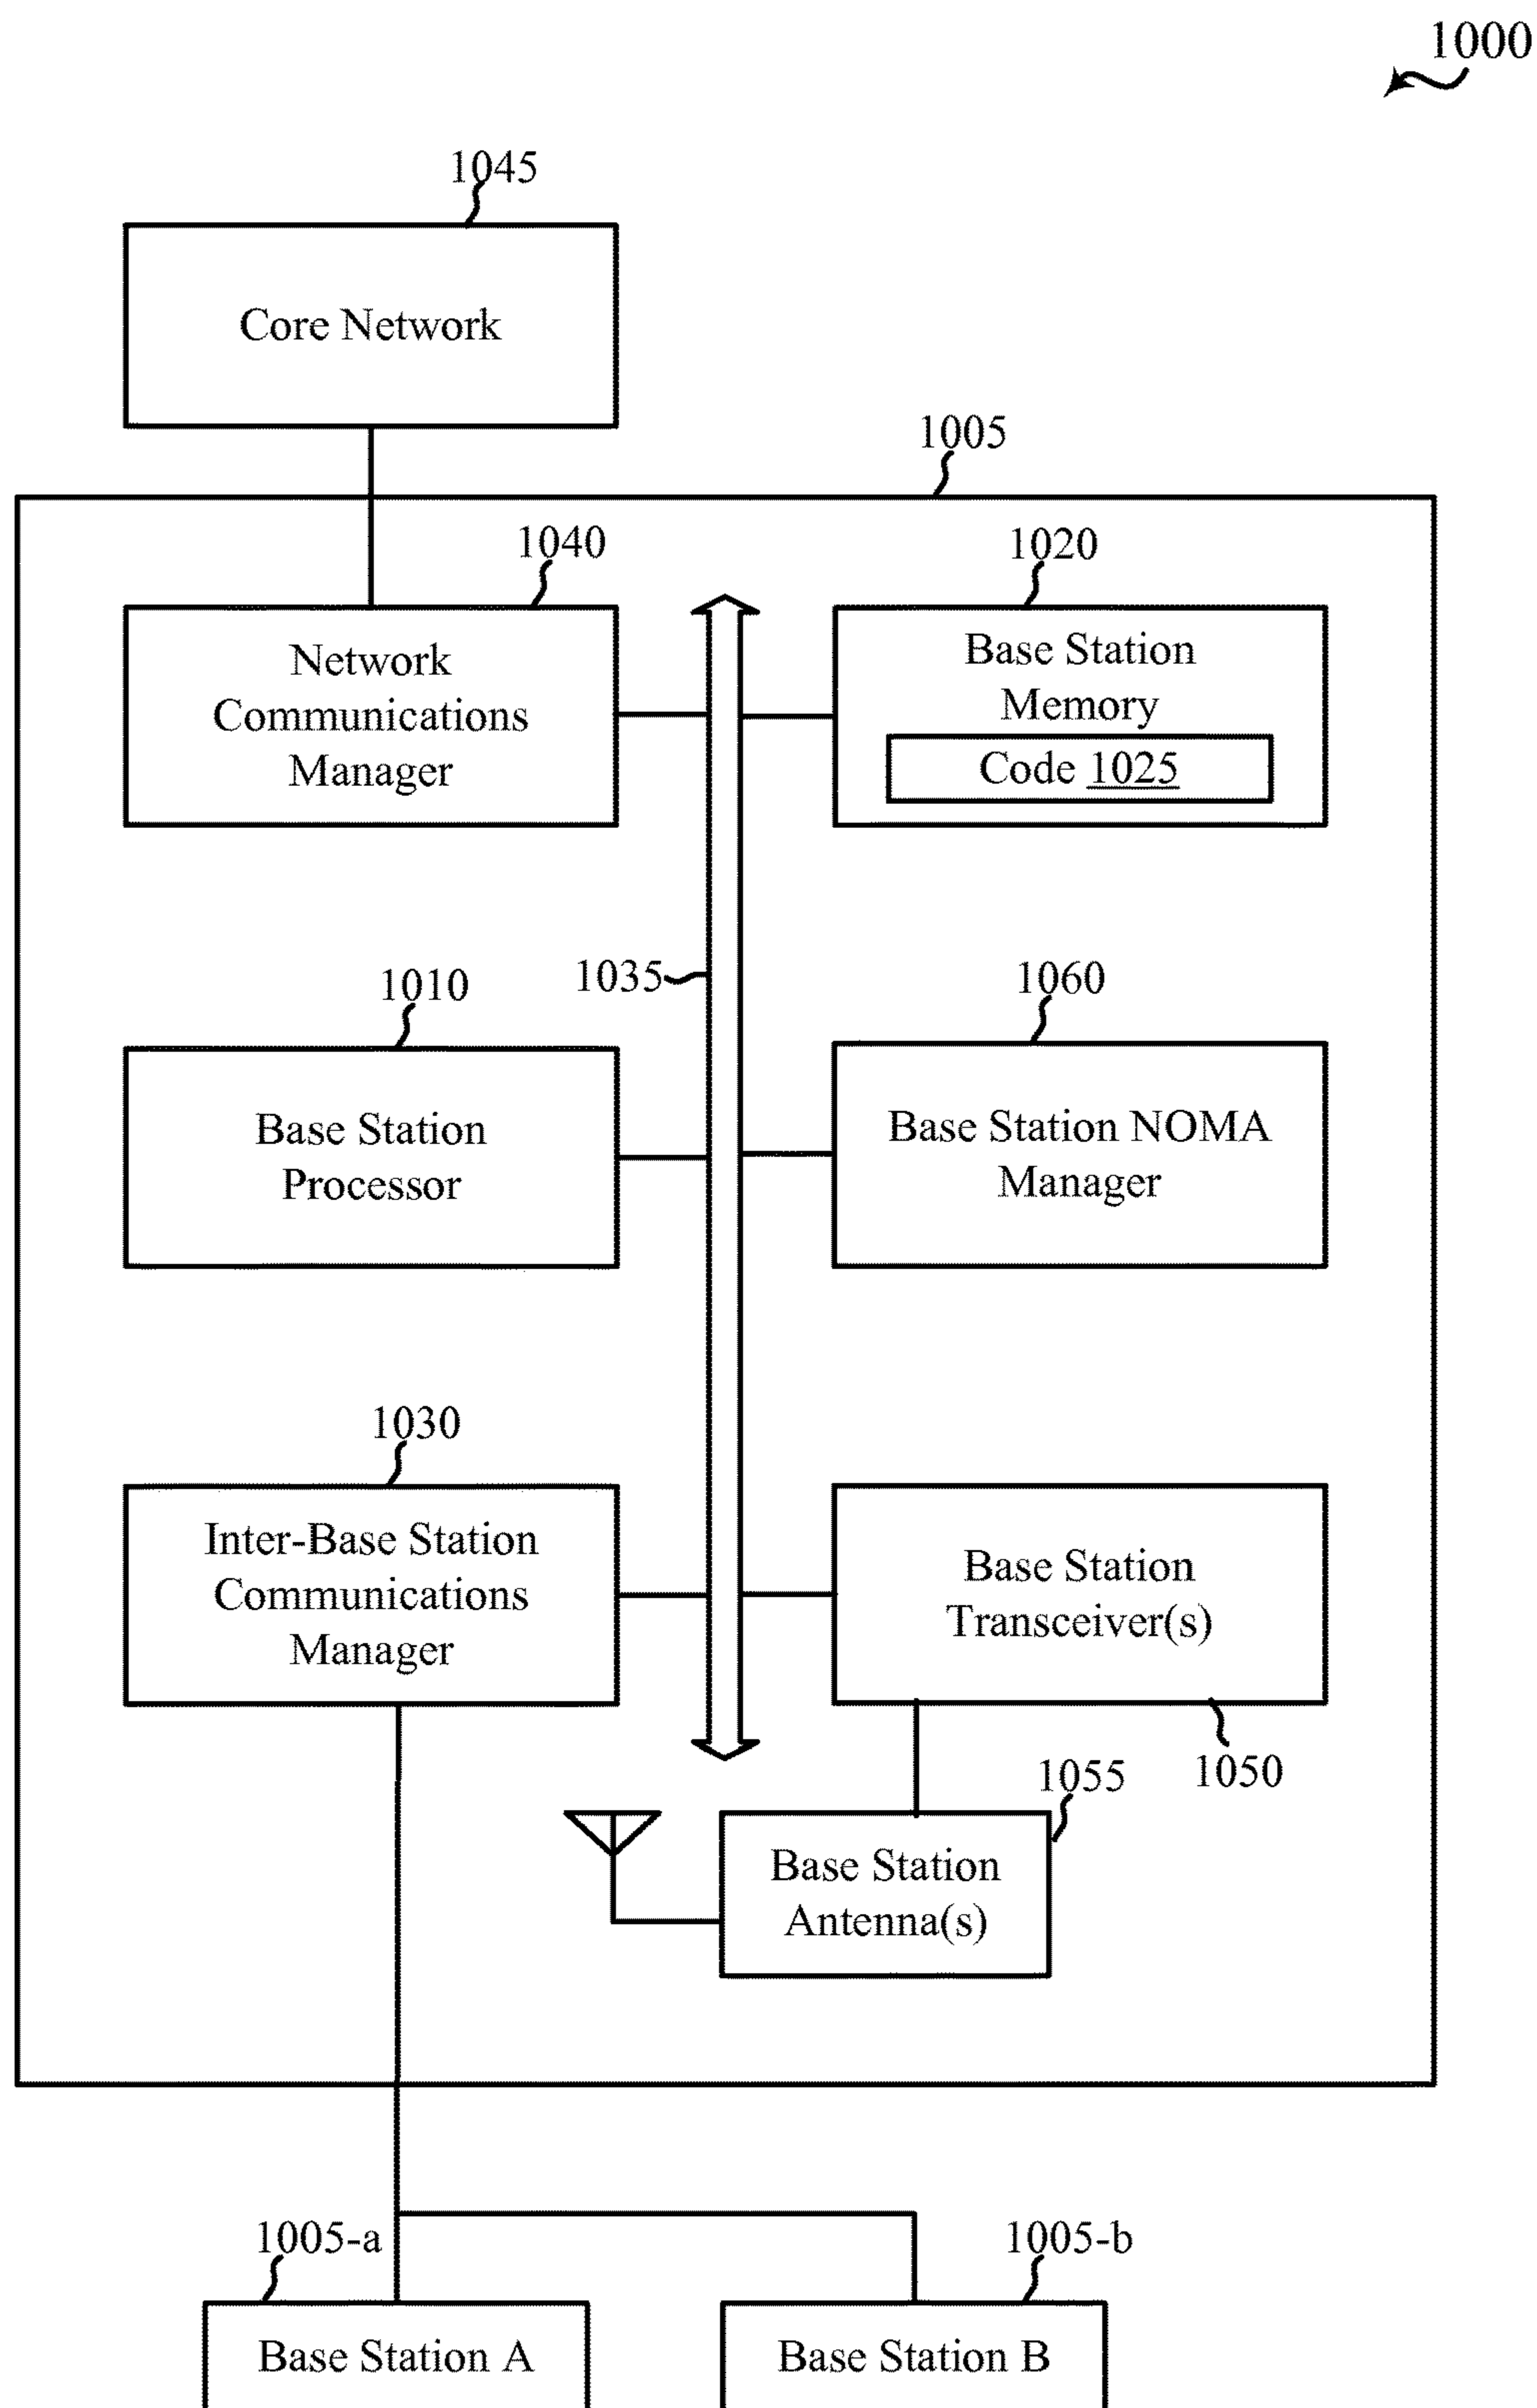 1000
1045
Core Network
1005
1040
1020
Network
Communications
Manager
Base Station
Memory
Code 1025
1035
1010
1060
Base Station
Processor
Base Station NOMA
Manager
1030
Inter-Base Station
Communications
Manager
Base Station
Transceiver(s)
1050
1055
Base Station
Antenna(s)
1005-a
1005-b
Base Station A
Base Station B